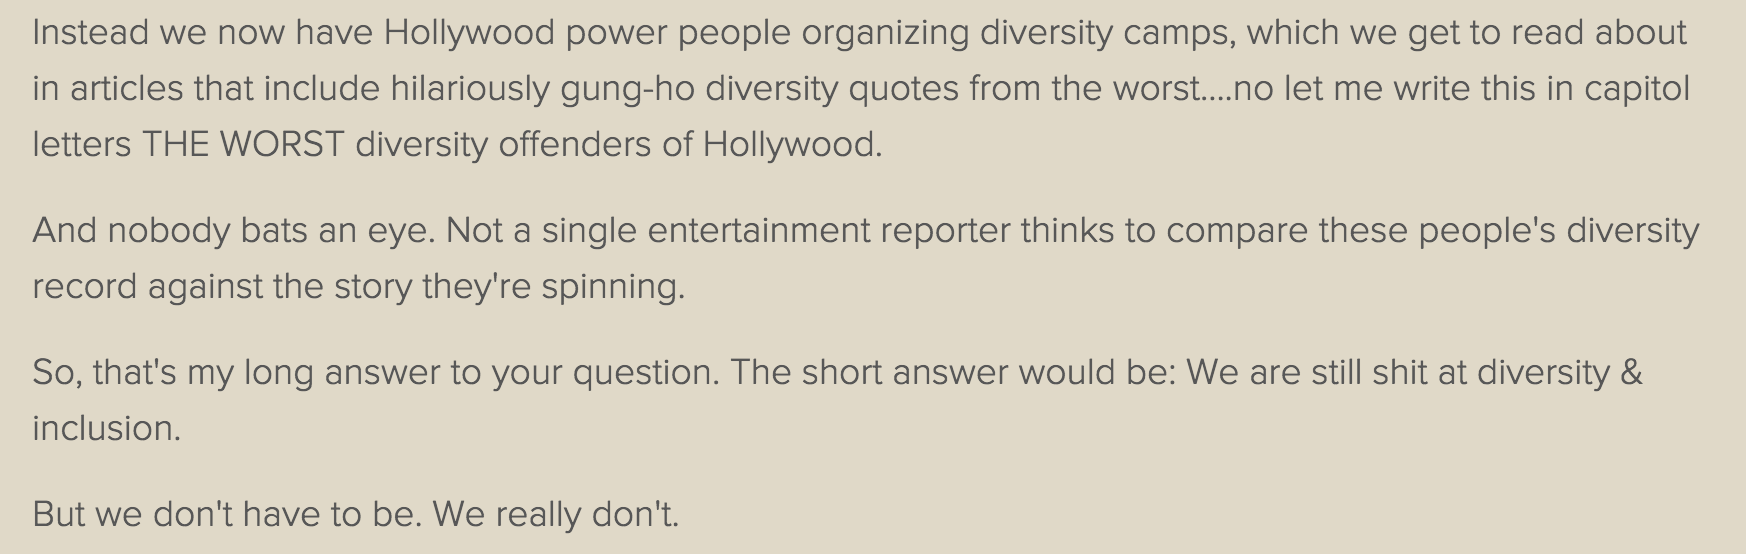 Instead we now have Hollywood power people organizing diversity camps, which we get to read about
in articles that include hilariously gung-ho diversity quotes from the worst....no let me write this in capitol
letters THE WORST diversity offenders of Hollywood.
And nobody bats an eye. Not a single entertainment reporter thinks to compare these people's diversity
record against the story they're spinning.
So, that's my long answer to your question. The short answer would be: We are still shit at diversity &
inclusion.
But we don't have to be. We really don't.